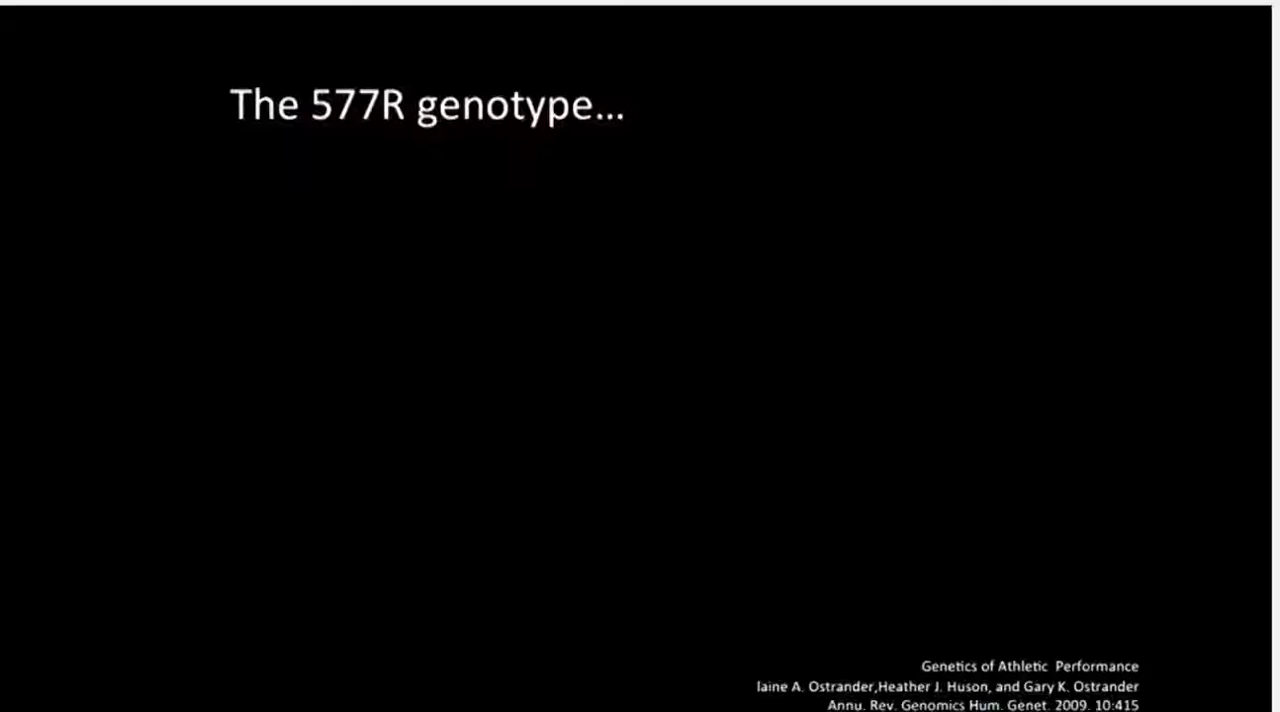 The 577R genotype...
Genetics of Athletic Performance
laine A. Ostrander,Heather J. Huson, and Gary K. Ostrander
Annu. Rev. Genomics Hum. Genet. 2009. 10:415